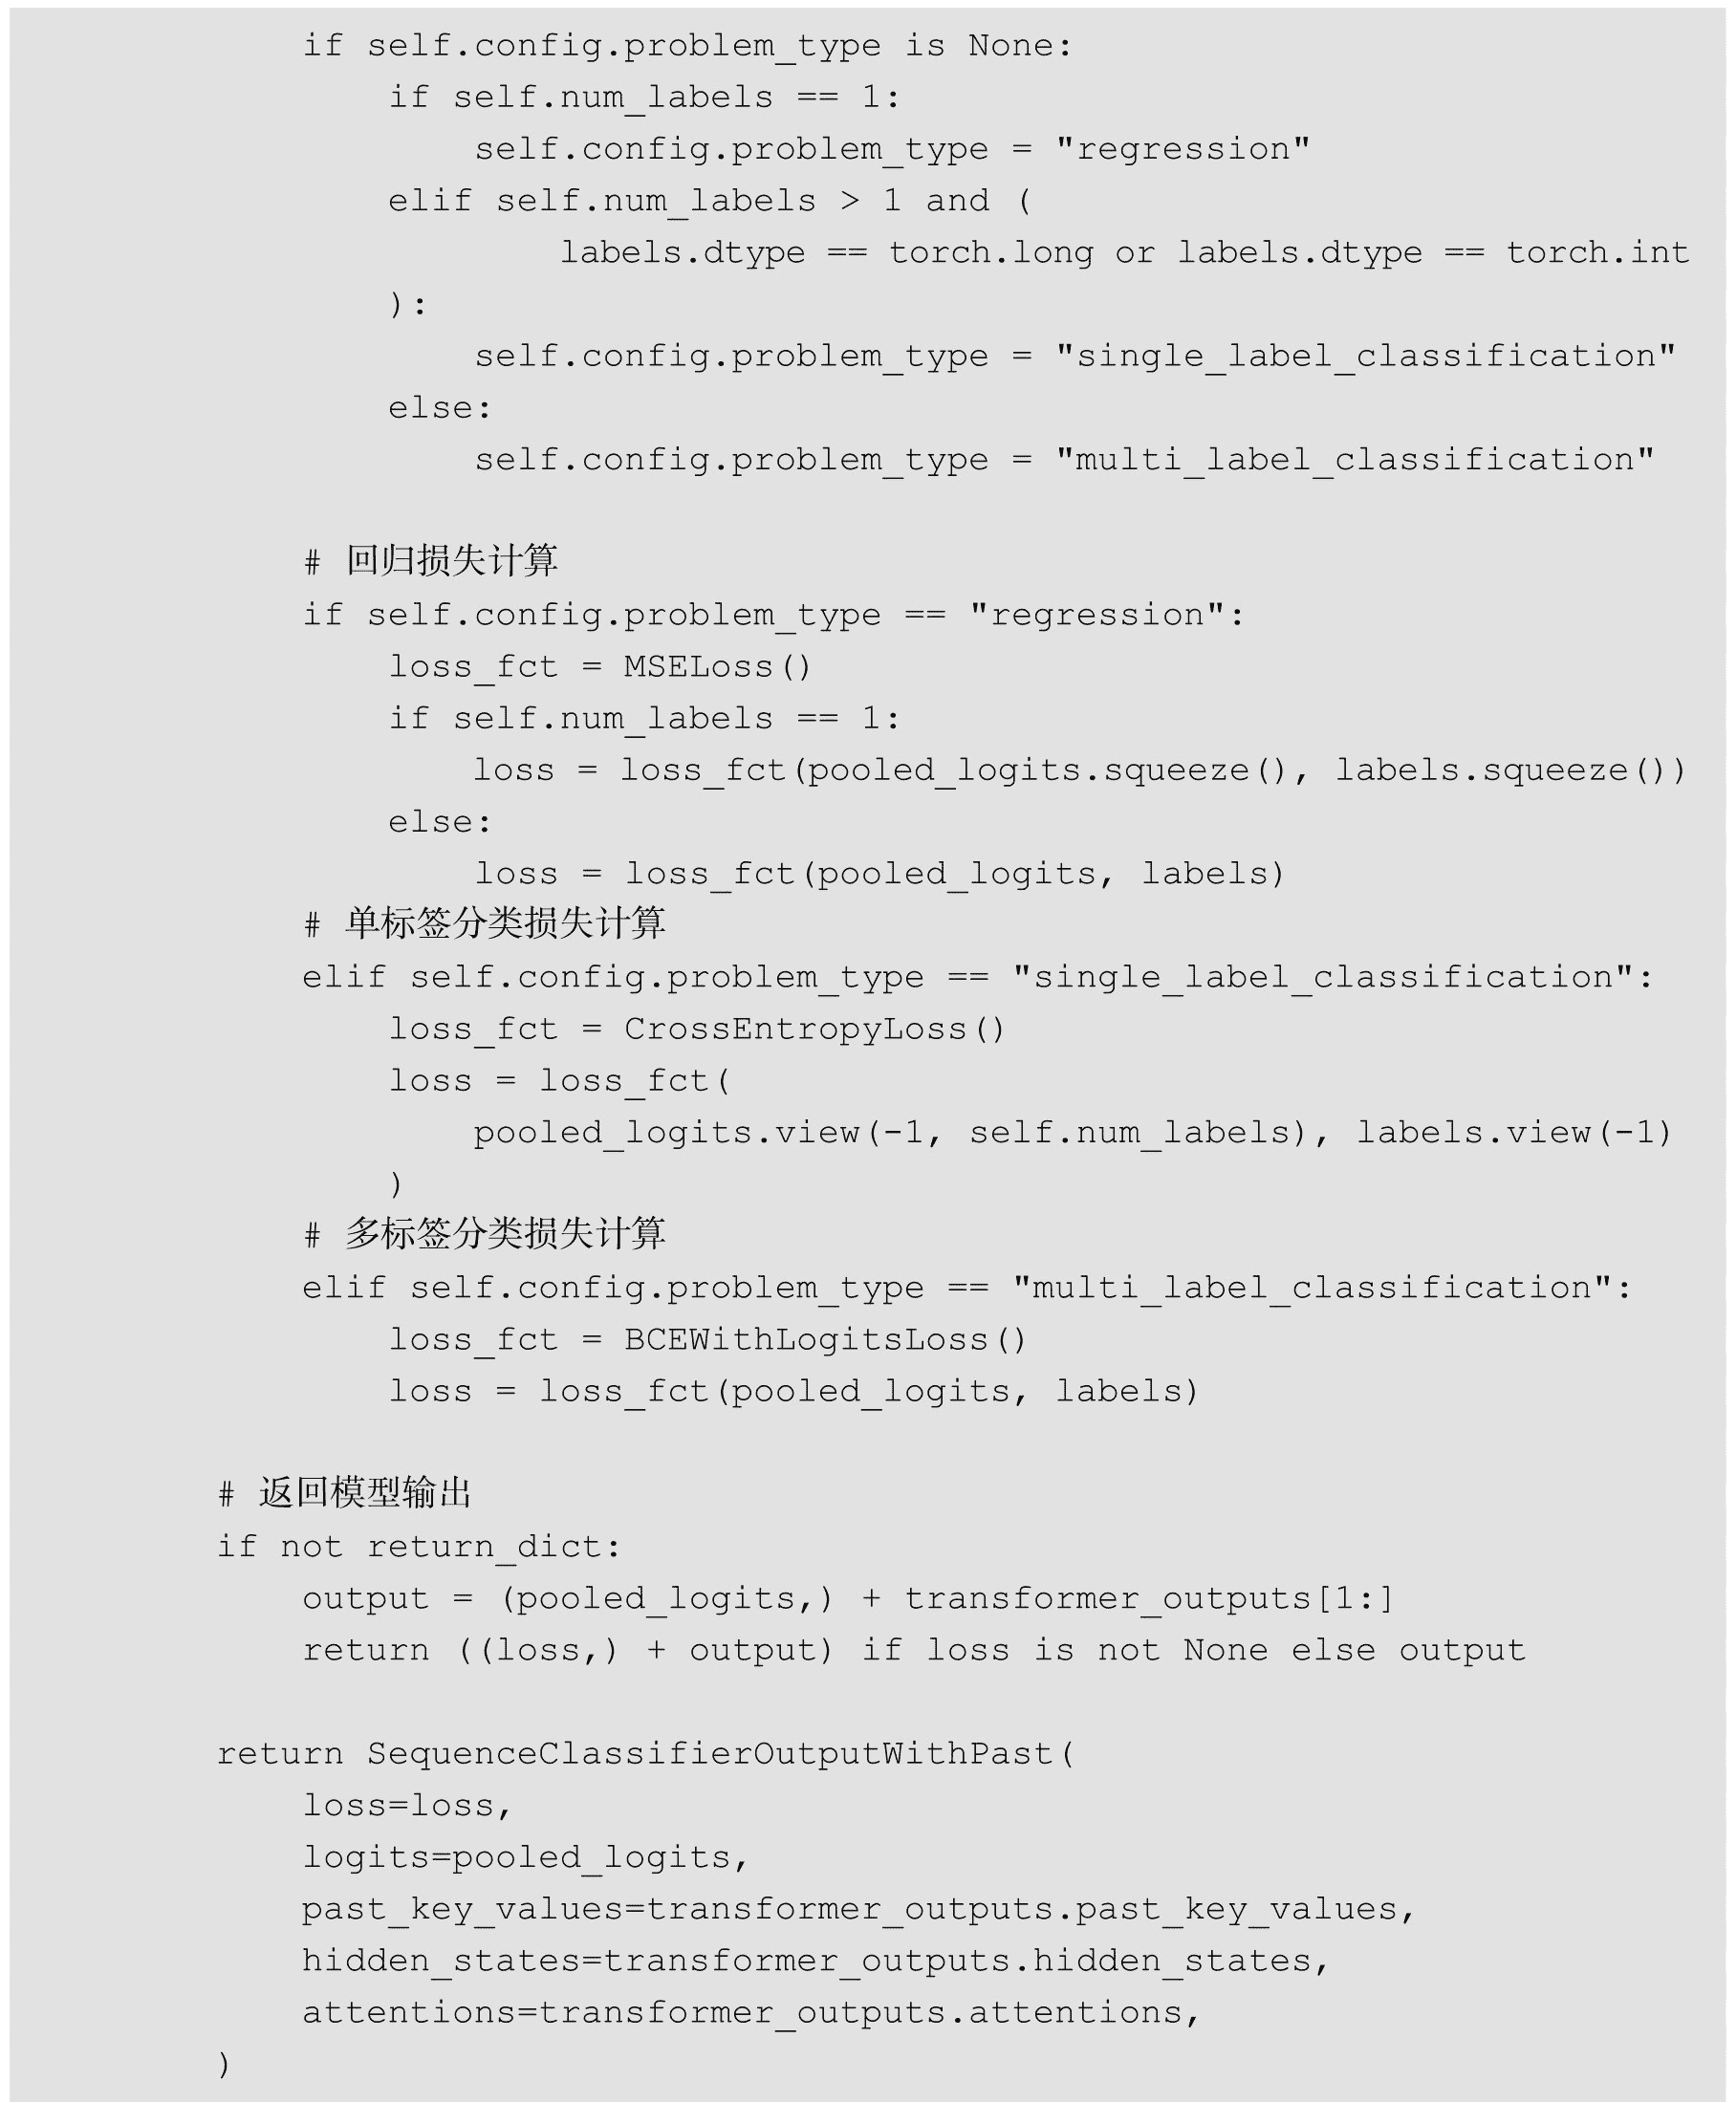 if self.config.problem_type is None:
    if self.num_labels == 1:
        self.config.problem_type = "regression"
    elif self.num_labels > 1 and (
            labels.dtype == torch.long or labels.dtype == torch.int
    ):
        self.config.problem_type = "single_label_classification"
    else:
        self.config.problem_type = "multi_label_classification"

# 回归损失计算
if self.config.problem_type == "regression":
    loss_fct = MSELoss()
    if self.num_labels == 1:
        loss = loss_fct(pooled_logits.squeeze(), labels.squeeze())
    else:
        loss = loss_fct(pooled_logits, labels)
# 单标签分类损失计算
elif self.config.problem_type == "single_label_classification":
    loss_fct = CrossEntropyLoss()
    loss = loss_fct(
        pooled_logits.view(-1, self.num_labels), labels.view(-1)
    )
# 多标签分类损失计算
elif self.config.problem_type == "multi_label_classification":
    loss_fct = BCEWithLogitsLoss()
    loss = loss_fct(pooled_logits, labels)

# 返回模型输出
if not return_dict:
    output = (pooled_logits,) + transformer_outputs[1:]
    return ((loss,) + output) if loss is not None else output

return SequenceClassifierOutputWithPast(
    loss=loss,
    logits=pooled_logits,
    past_key_values=transformer_outputs.past_key_values,
    hidden_states=transformer_outputs.hidden_states,
    attentions=transformer_outputs.attentions,
)